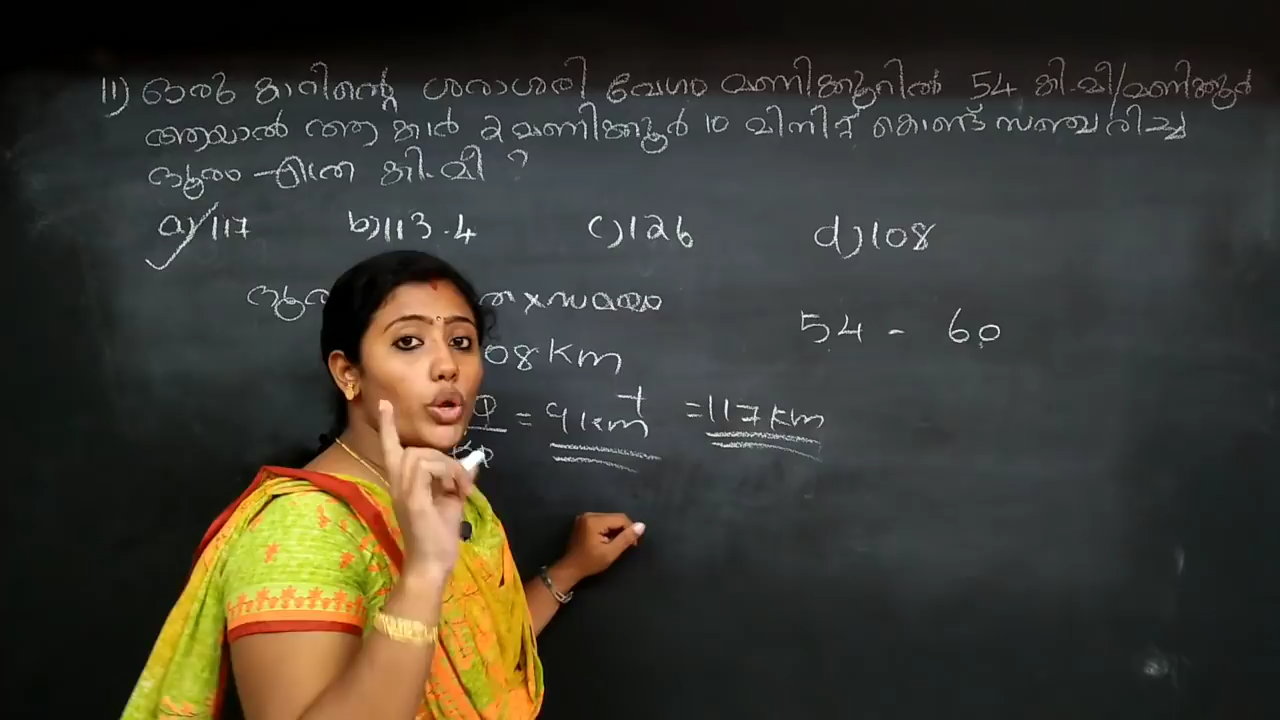 11) ഒരു കാറിന്റെ ശരാശരി വേഗം മണിക്കൂറിൽ 54 കി.മീ/മണിക്കൂർ
ആയാൽ ആ കാർ 2 മണിക്കൂർ 10 മിനിറ്റ് കൊണ്ട് സഞ്ചരിച്ച
ദൂരം എത്ര കി.മീ ?
a) 117 b) 113.4 c) 126 d) 108
× സമയം
54 - 60
08 km
= 9 km + = 117 km